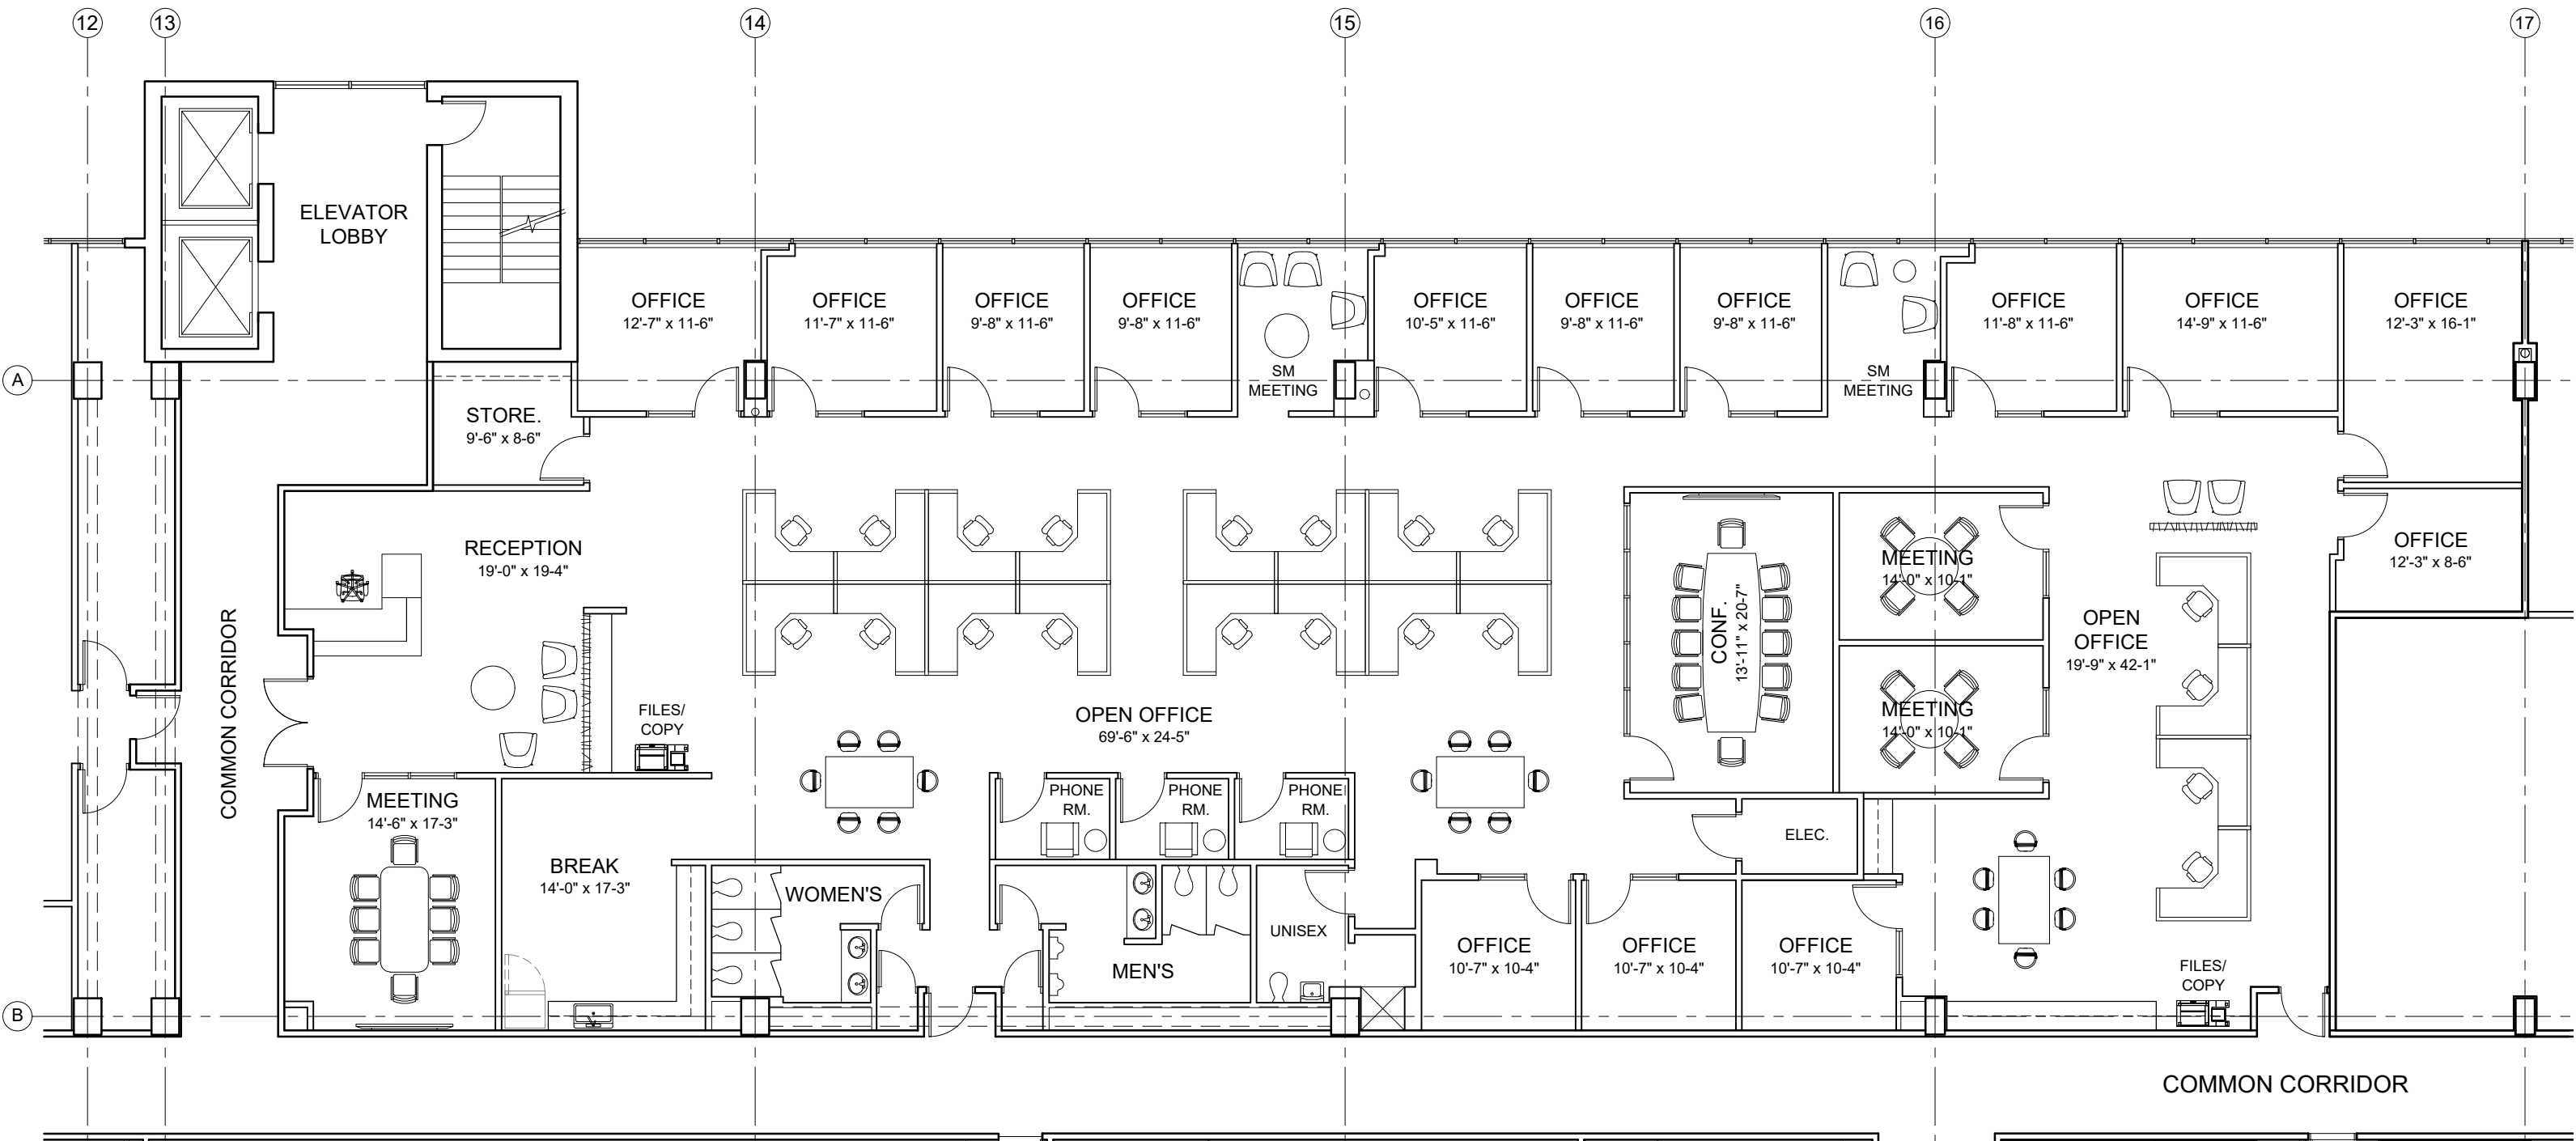 12
13
14
15
16
17
ELEVATOR
LOBBY
OFFICE
12'-7" x 11-6"
OFFICE
11'-7" x 11-6"
OFFICE
9'-8" x 11-6"
OFFICE
9'-8" x 11-6"
OFFICE
10'-5" x 11-6"
OFFICE
9'-8" x 11-6"
OFFICE
9'-8" x 11-6"
OFFICE
11'-8" x 11-6"
OFFICE
14'-9" x 11-6"
OFFICE
12'-3" x 16-1"
A
SM
MEETING
SM
MEETING
STORE.
9'-6" x 8-6"
RECEPTION
19'-0" x 19-4"
COMMON CORRIDOR
FILES/
COPY
OPEN OFFICE
69'-6" x 24-5"
CONF.
13'-11" x 20-7"
MEETING
14'-0" x 10-1"
MEETING
14'-0" x 10-1"
OPEN
OFFICE
19'-9" x 42-1"
OFFICE
12'-3" x 8-6"
MEETING
14'-6" x 17-3"
BREAK
14'-0" x 17-3"
PHONE
RM.
PHONE
RM.
PHONE
RM.
ELEC.
WOMEN'S
MEN'S
UNISEX
OFFICE
10'-7" x 10-4"
OFFICE
10'-7" x 10-4"
OFFICE
10'-7" x 10-4"
FILES/
COPY
B
COMMON CORRIDOR